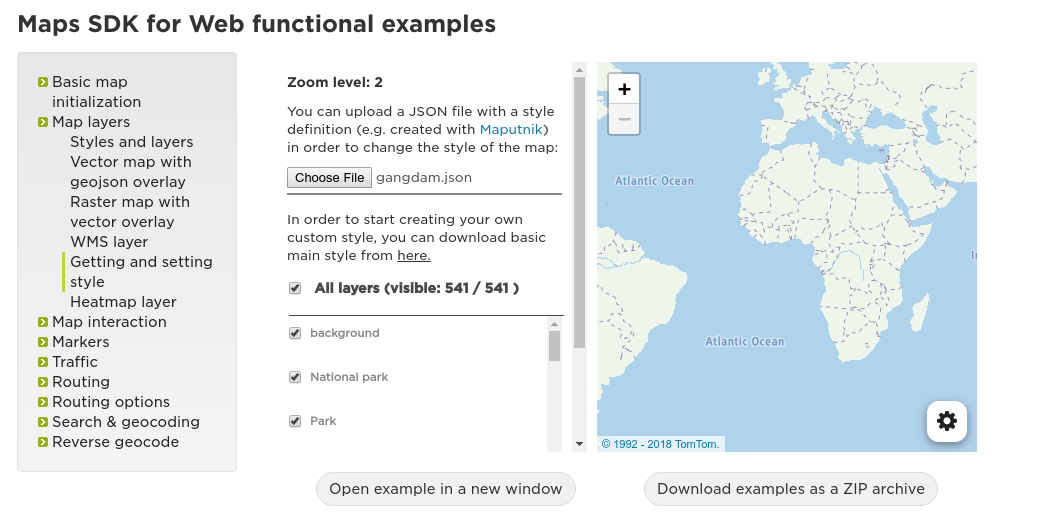 Maps SDK for Web functional examples
Basic map
initialization
Map layers
Styles and layers
Vector map with
geojson overlay
Raster map with
vector overlay
WMS layer
Getting and setting
style
Heatmap layer
Map interaction
Markers
Traffic
Routing
Routing options
Search & geocoding
Reverse geocode
Zoom level: 2
You can upload a JSON file with a style
definition (e.g. created with Maputnik)
in order to change the style of the map:
Choose File gangdam.json
In order to start creating your own
custom style, you can download basic
main style from here.
All layers (visible: 541 / 541 )
background
National park
Park
+
−
Atlantic Ocean
Atlantic Ocean
© 1992 - 2018 TomTom.
Open example in a new window
Download examples as a ZIP archive